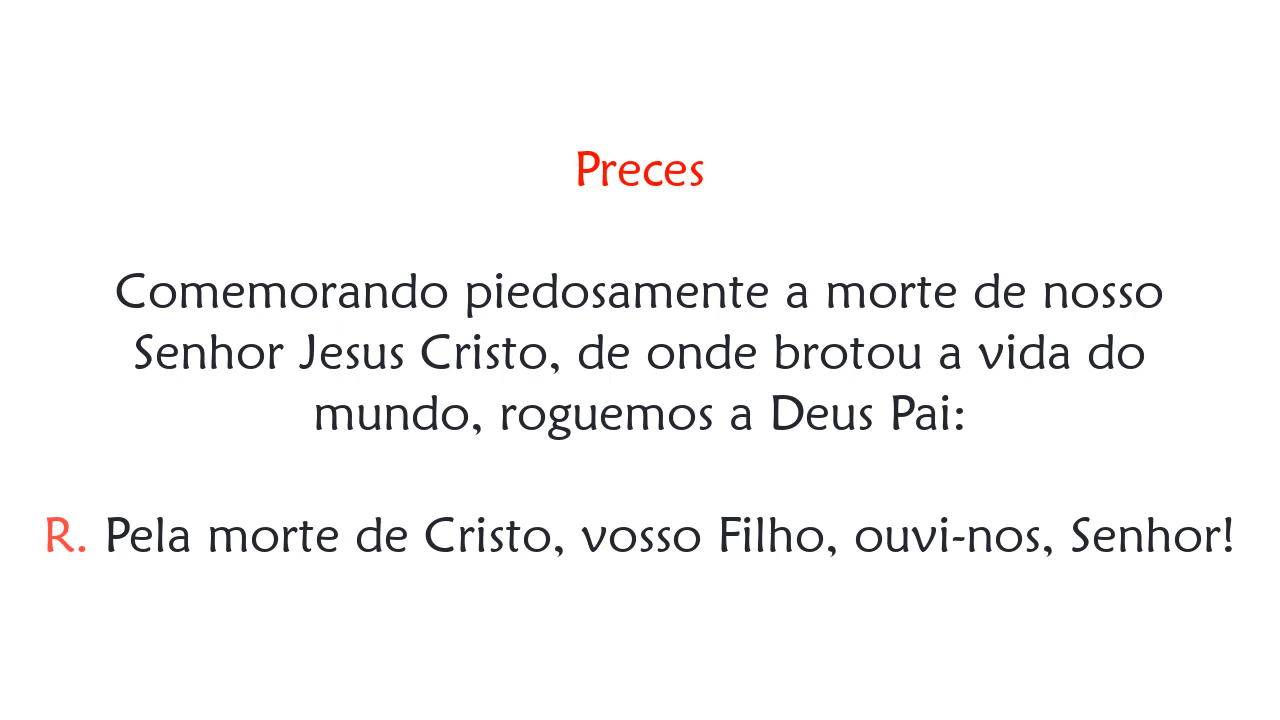 Preces
Comemorando piedosamente a morte de nosso
Senhor Jesus Cristo, de onde brotou a vida do
mundo, roguemos a Deus Pai:
R. Pela morte de Cristo, vosso Filho, ouvi-nos, Senhor!